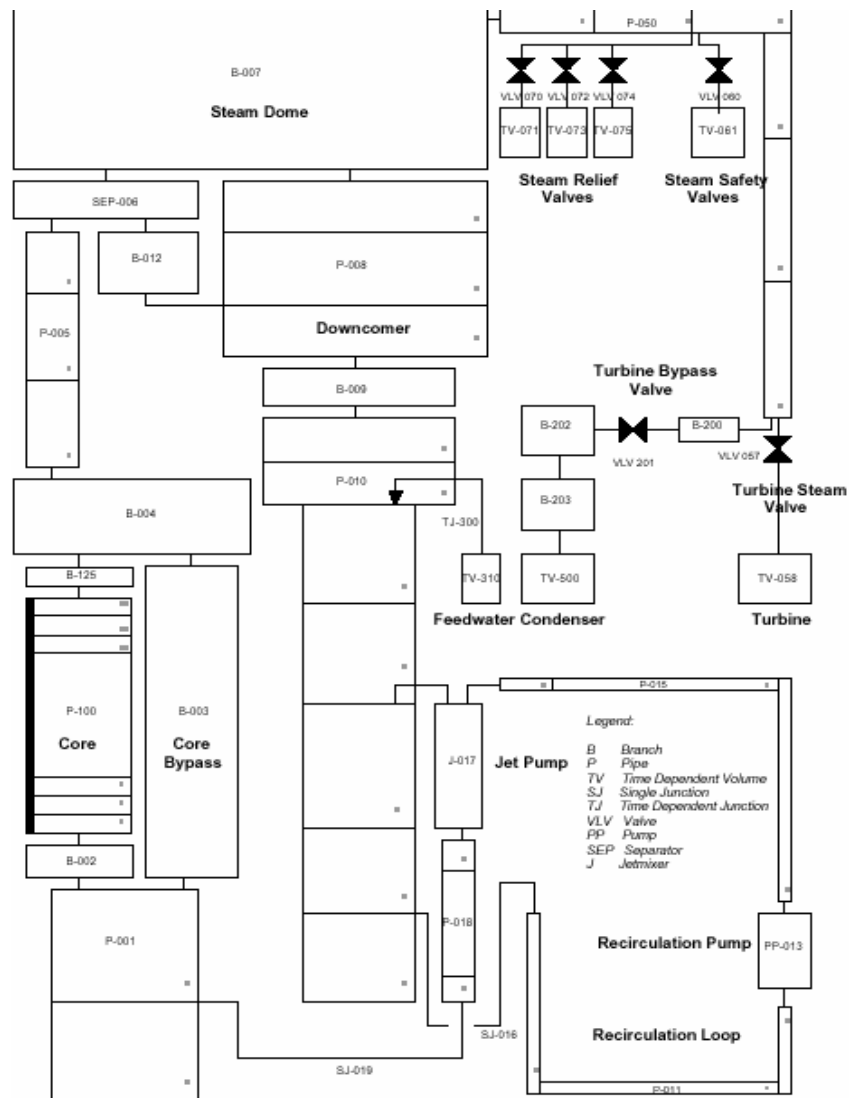 P-050
B-007
Steam Dome
VLV 070 VLV 072 VLV 074 VLV 060
TV-071 TV-073 TV-075 TV-061
Steam Relief
Valves
Steam Safety
Valves
SEP-006
B-012
P-008
P-005
Downcomer
B-009
Turbine Bypass
Valve
B-202
B-200
VLV 201
VLV 057
P-010
B-203
Turbine Steam
Valve
B-004
TJ-300
B-125
TV-310
TV-500
TV-058
Feedwater Condenser
Turbine
P-015
P-100
B-003
Core
Core
Bypass
J-017
Jet Pump
Legend:
B Branch
P Pipe
TV Time Dependent Volume
SJ Single Junction
TJ Time Dependent Junction
VLV Valve
PP Pump
SEP Separator
J Jetmixer
B-002
P-018
P-001
Recirculation Pump
PP-013
SJ-016
Recirculation Loop
SJ-019
P-011